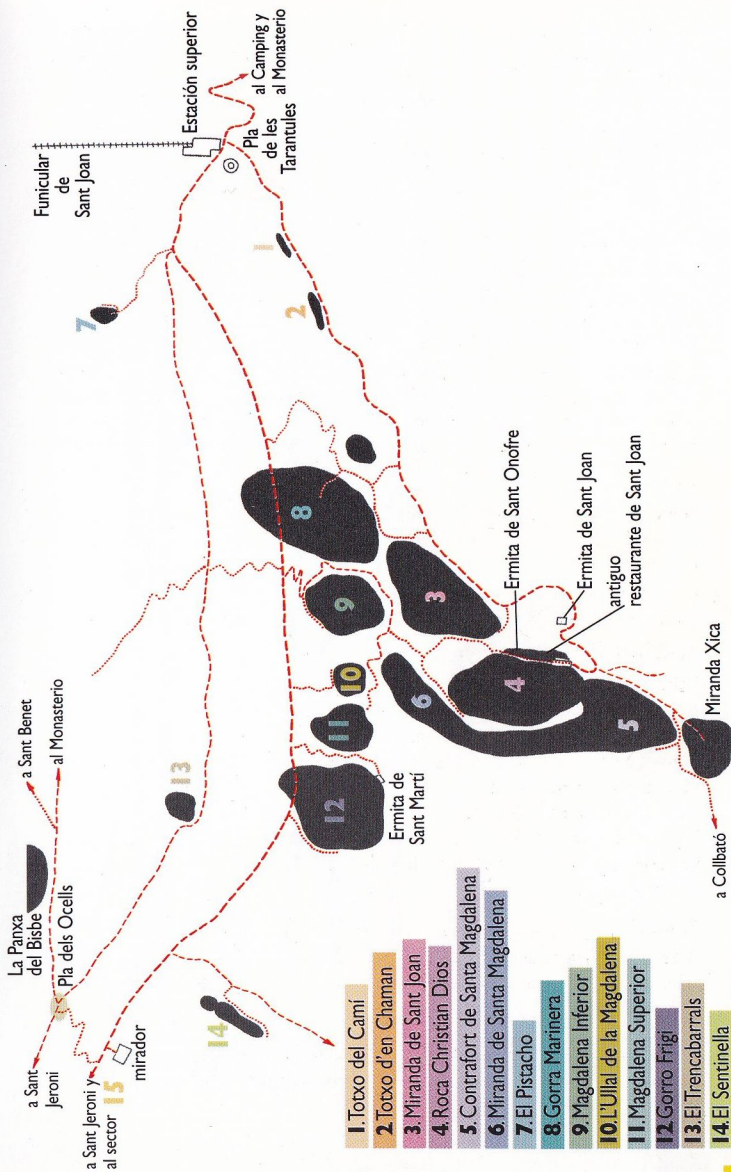 Funicular
de
Sant Joan
Estación superior
al Camping y
al Monasterio
Pla
de les
Tarantules
7
1
2
8
3
9
Ermita de Sant Onofre
Ermita de Sant Joan
antiguo
restaurante de Sant Joan
10
6
4
11
5
Miranda Xica
12
Ermita de
Sant Martí
a Collbató
13
a Sant Benet
al Monasterio
La Panxa
del Bisbe
Pla dels Ocells
a Sant
Jeroni
a Sant Jeroni y
al sector 15
mirador
14
1. Totxo del Camí
2. Totxo d'en Chaman
3. Miranda de Sant Joan
4. Roca Christian Dios
5. Contrafort de Santa Magdalena
6. Miranda de Santa Magdalena
7. El Pistacho
8. Gorra Marinera
9. Magdalena Inferior
10. L'Ullal de la Magdalena
11. Magdalena Superior
12. Gorro Frigi
13. El Trencabarrals
14. El Sentinella